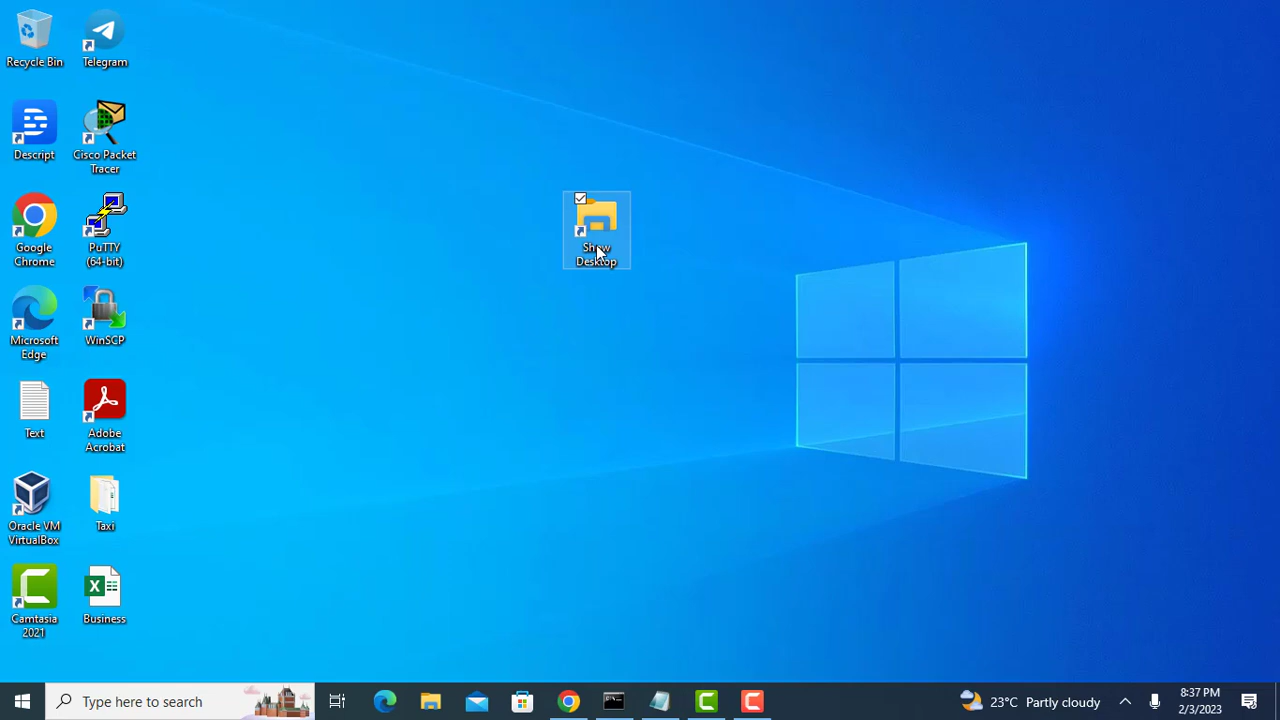 Recycle Bin
Telegram
Descript
Cisco Packet
Tracer
Google
Chrome
PuTTY
(64-bit)
Show
Desktop
Microsoft
Edge
WinSCP
Text
Adobe
Acrobat
Oracle VM
VirtualBox
Taxi
Camtasia
2021
Business
Type here to search
23°C Partly cloudy
8:37 PM
2/3/2023